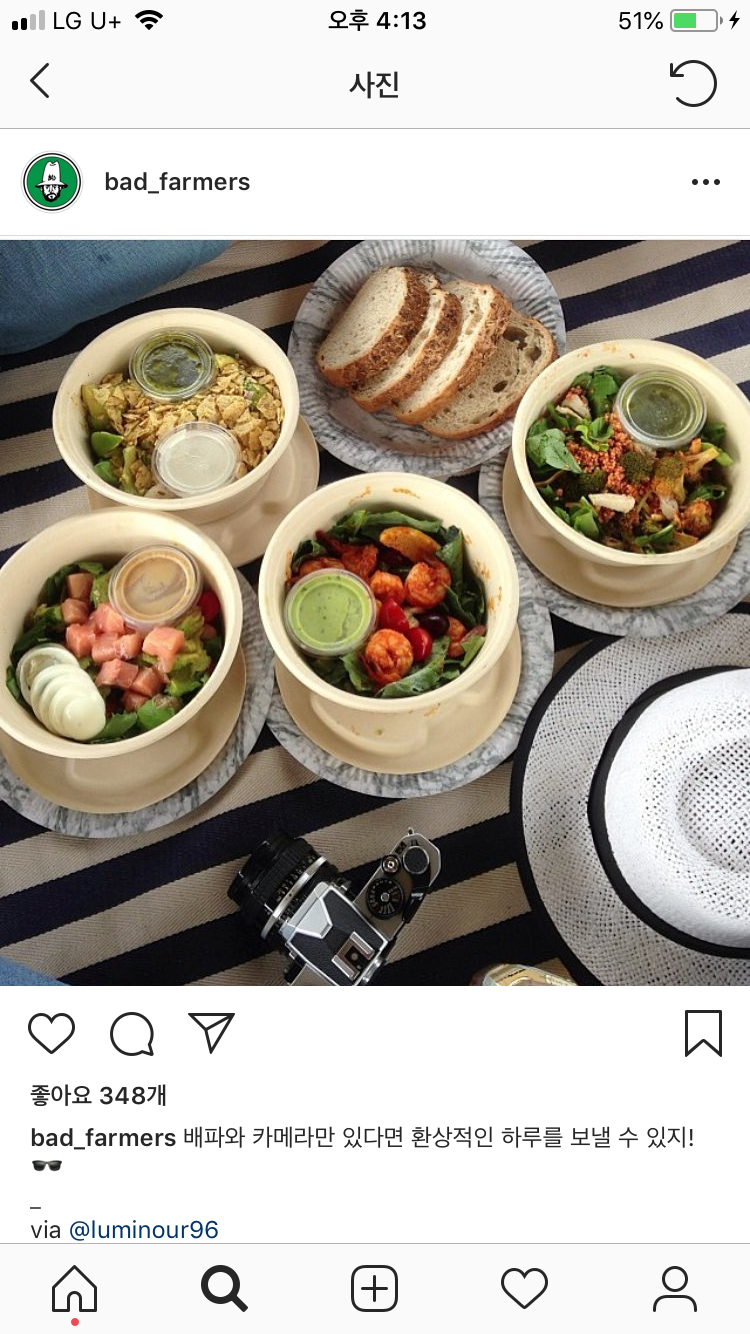 LG U+ 오후 4:13 51%
사진
bad_farmers
좋아요 348개
bad_farmers 배파와 카메라만 있다면 환상적인 하루를 보낼 수 있지!
🕶
_
via @luminour96